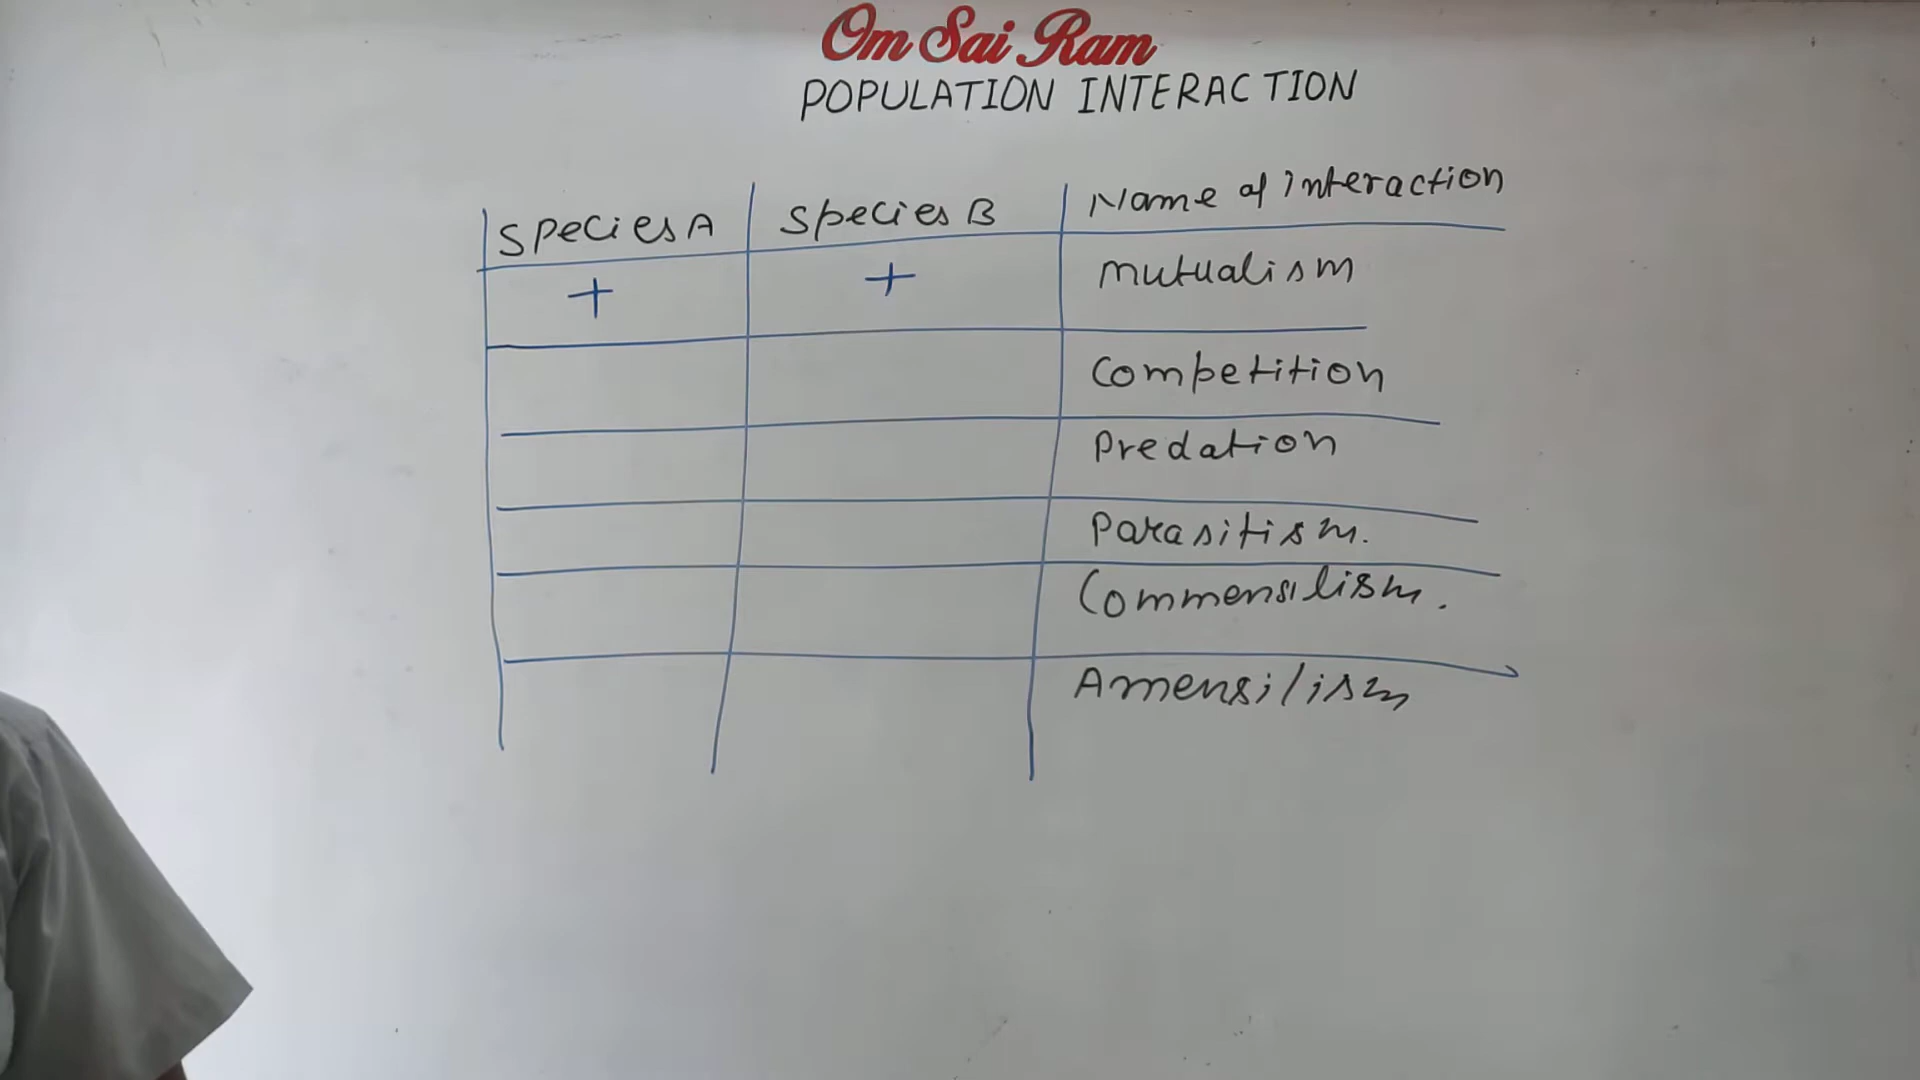 Om Sai Ram
POPULATION INTERACTION
Species A Species B Name of interaction
+ + mutualism
Competition
Predation
Parasitism.
Commensilism.
Amensilism